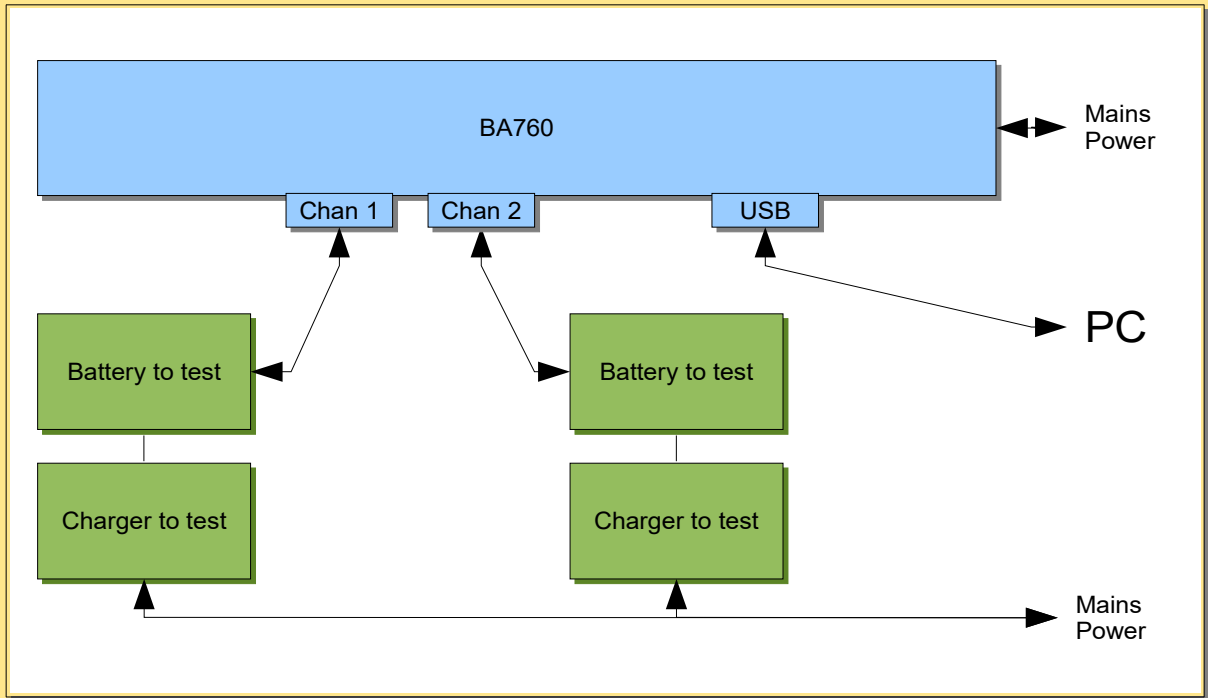 BA760
Mains
Power
Chan 1
Chan 2
USB
PC
Battery to test
Battery to test
Charger to test
Charger to test
Mains
Power